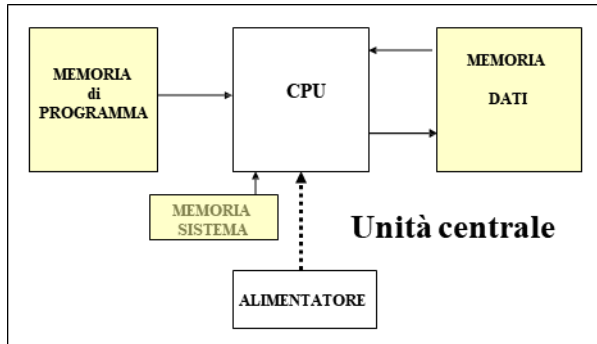 MEMORIA
di
PROGRAMMA
CPU
MEMORIA
DATI
MEMORIA
SISTEMA
Unità centrale
ALIMENTATORE